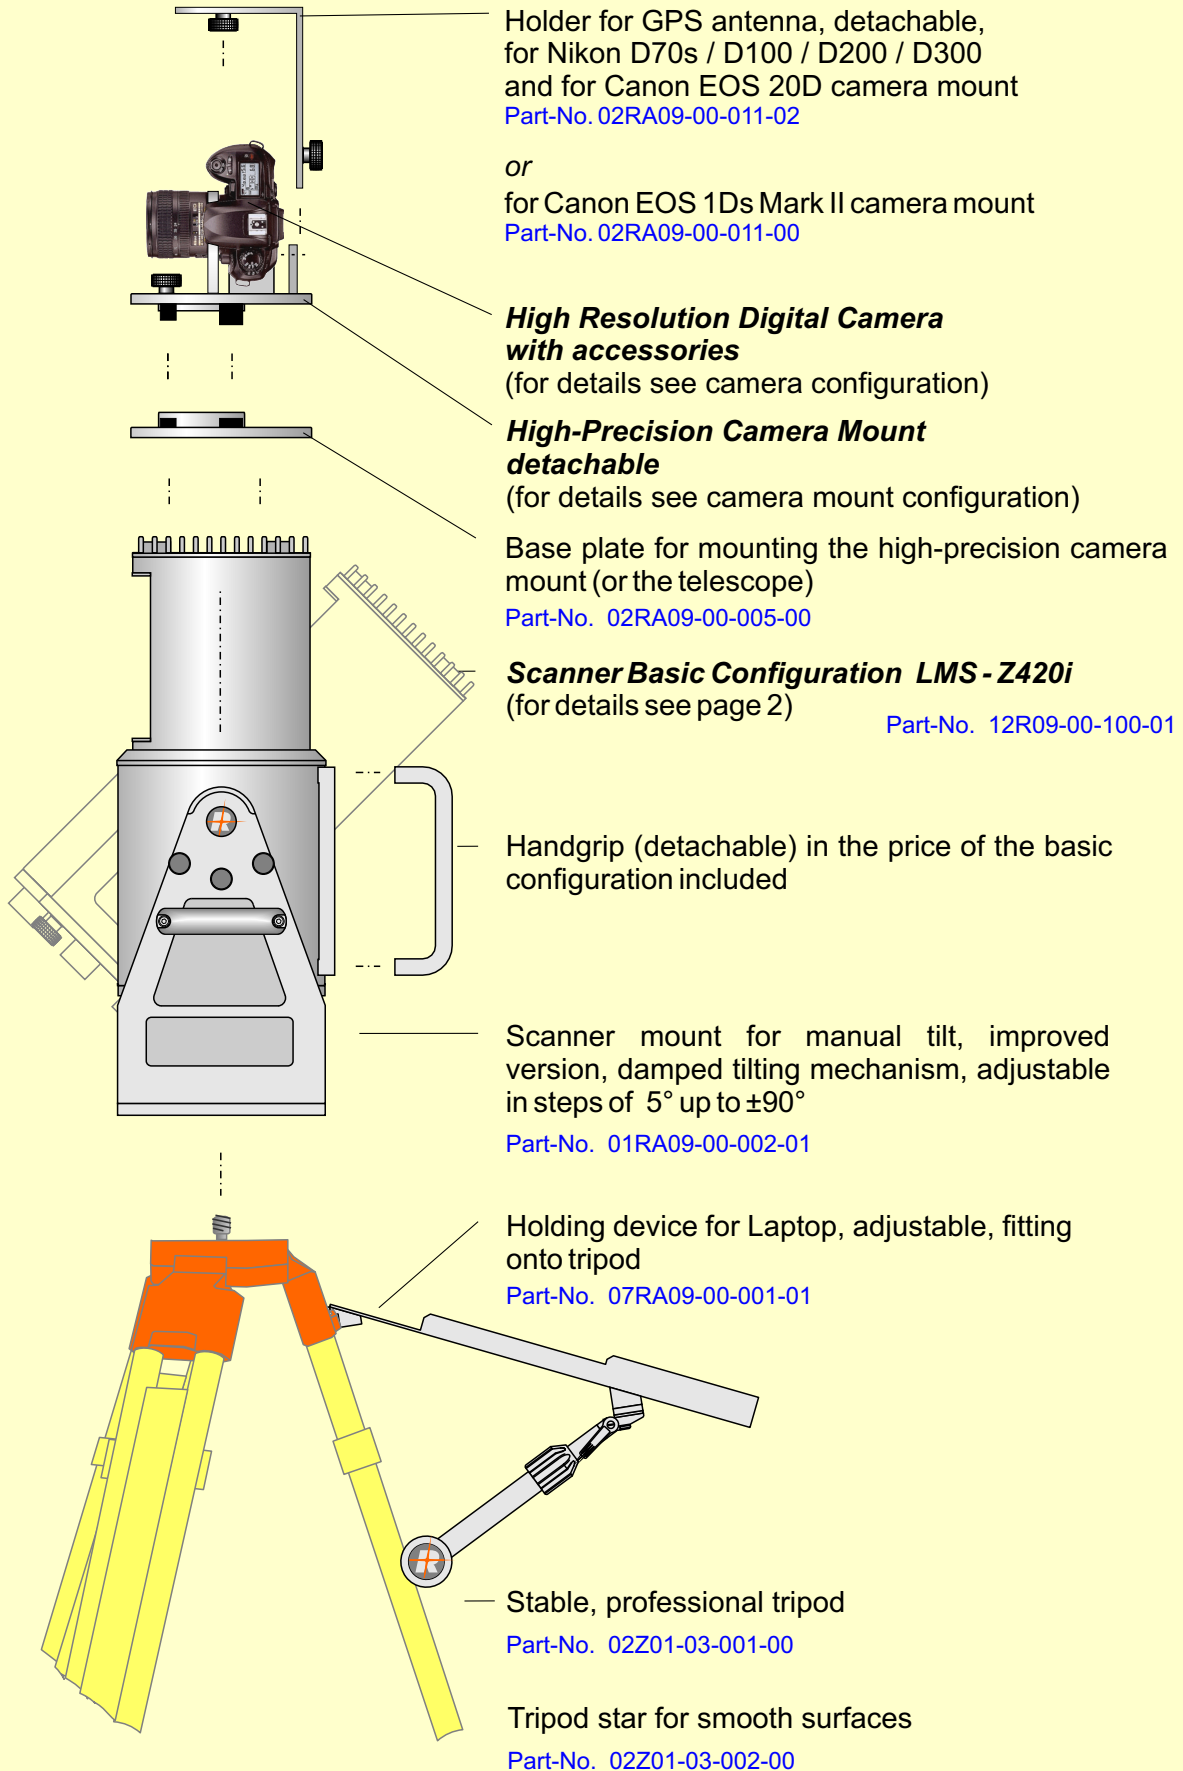 Holder for GPS antenna, detachable,
for Nikon D70s / D100 / D200 / D300
and for Canon EOS 20D camera mount
Part-No. 02RA09-00-011-02
or
for Canon EOS 1Ds Mark II camera mount
Part-No. 02RA09-00-011-00
High Resolution Digital Camera
with accessories
(for details see camera configuration)
High-Precision Camera Mount
detachable
(for details see camera mount configuration)
Base plate for mounting the high-precision camera
mount (or the telescope)
Part-No. 02RA09-00-005-00
Scanner Basic Configuration LMS - Z420i
(for details see page 2)
Part-No. 12R09-00-100-01
Handgrip (detachable) in the price of the basic
configuration included
Scanner mount for manual tilt, improved
version, damped tilting mechanism, adjustable
in steps of 5° up to ±90°
Part-No. 01RA09-00-002-01
Holding device for Laptop, adjustable, fitting
onto tripod
Part-No. 07RA09-00-001-01
Stable, professional tripod
Part-No. 02Z01-03-001-00
Tripod star for smooth surfaces
Part-No. 02Z01-03-002-00